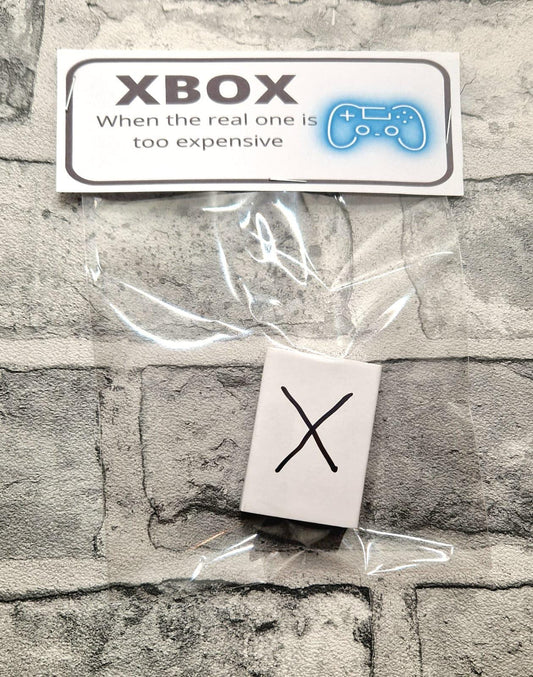 XBOX
When the real one is
too expensive
X